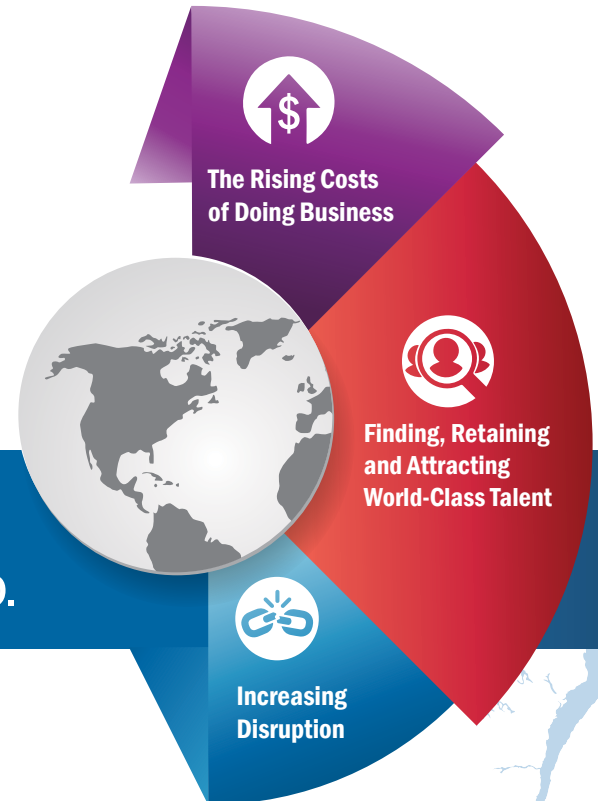 $
The Rising Costs
of Doing Business
Finding, Retaining
and Attracting
World-Class Talent
Increasing
Disruption